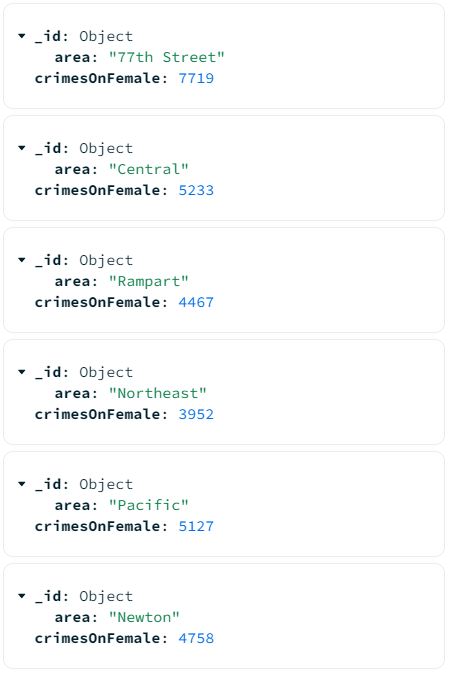 _id: Object
area: "77th Street"
crimesOnFemale: 7719
_id: Object
area: "Central"
crimesOnFemale: 5233
_id: Object
area: "Rampart"
crimesOnFemale: 4467
_id: Object
area: "Northeast"
crimesOnFemale: 3952
_id: Object
area: "Pacific"
crimesOnFemale: 5127
_id: Object
area: "Newton"
crimesOnFemale: 4758